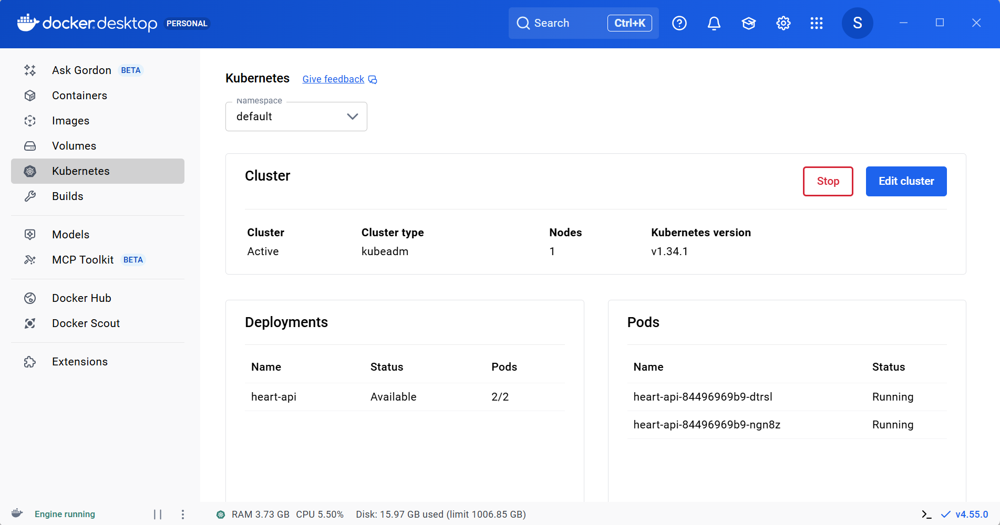 docker.desktop PERSONAL
Search Ctrl+K
S
Ask Gordon BETA
Containers
Images
Volumes
Kubernetes
Builds
Models
MCP Toolkit BETA
Docker Hub
Docker Scout
Extensions
Kubernetes Give feedback
Namespace
default
Cluster
Stop Edit cluster
Cluster Cluster type Nodes Kubernetes version
Active kubeadm 1 v1.34.1
Deployments
Name Status Pods
heart-api Available 2/2
Pods
Name Status
heart-api-84496969b9-dtrsl Running
heart-api-84496969b9-ngn8z Running
Engine running RAM 3.73 GB CPU 5.50% Disk: 15.97 GB used (limit 1006.85 GB) v4.55.0